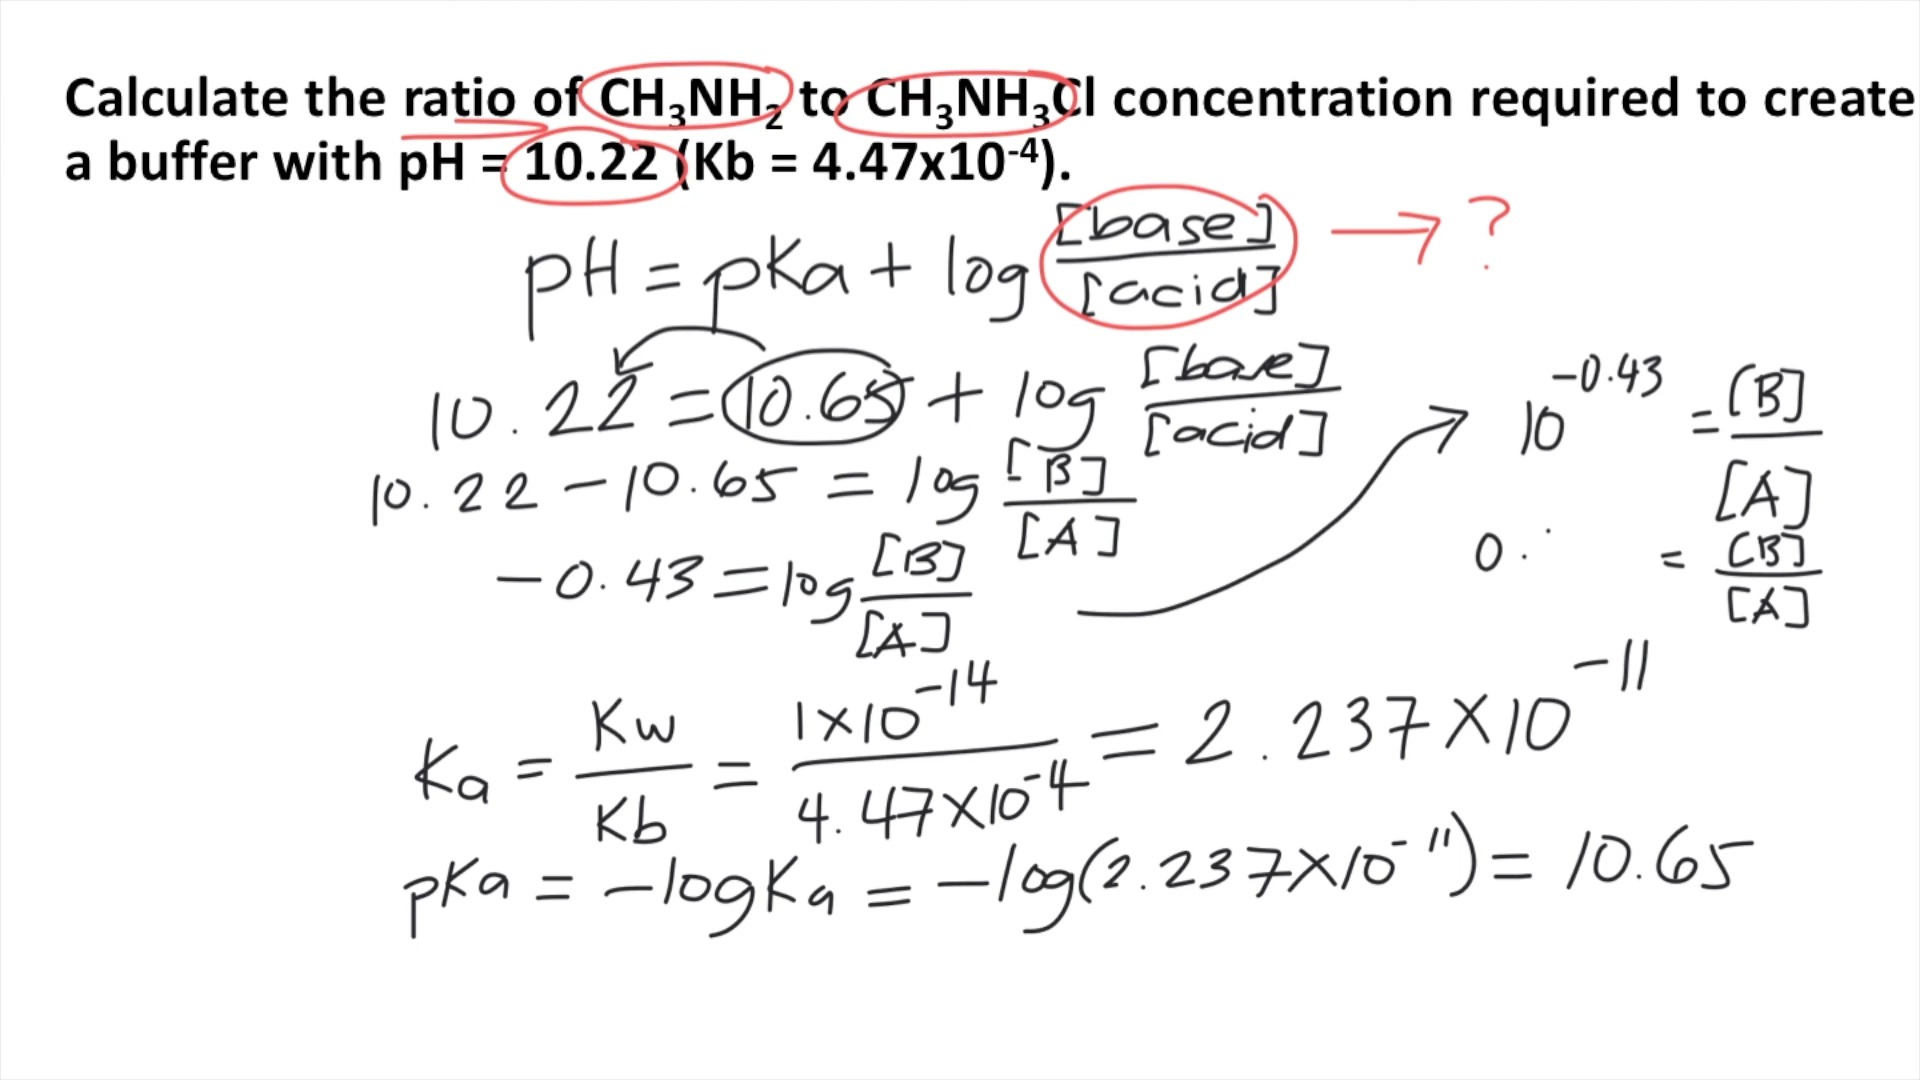 Calculate the ratio of CH₃NH₂ to CH₃NH₃Cl concentration required to create
a buffer with pH = 10.22 (Kb = 4.47x10⁻⁴).
pH = pKa + log [base]/[acid] → ?
10.22 = 10.65 + log [base]/[acid]
10.22 - 10.65 = log [B]/[A]
-0.43 = log [B]/[A]
10^-0.43 = [B]/[A]
0. = [B]/[A]
Ka = Kw/Kb = 1x10^-14/4.47x10^-4 = 2.237x10^-11
pKa = -logKa = -log(2.237x10^-11) = 10.65